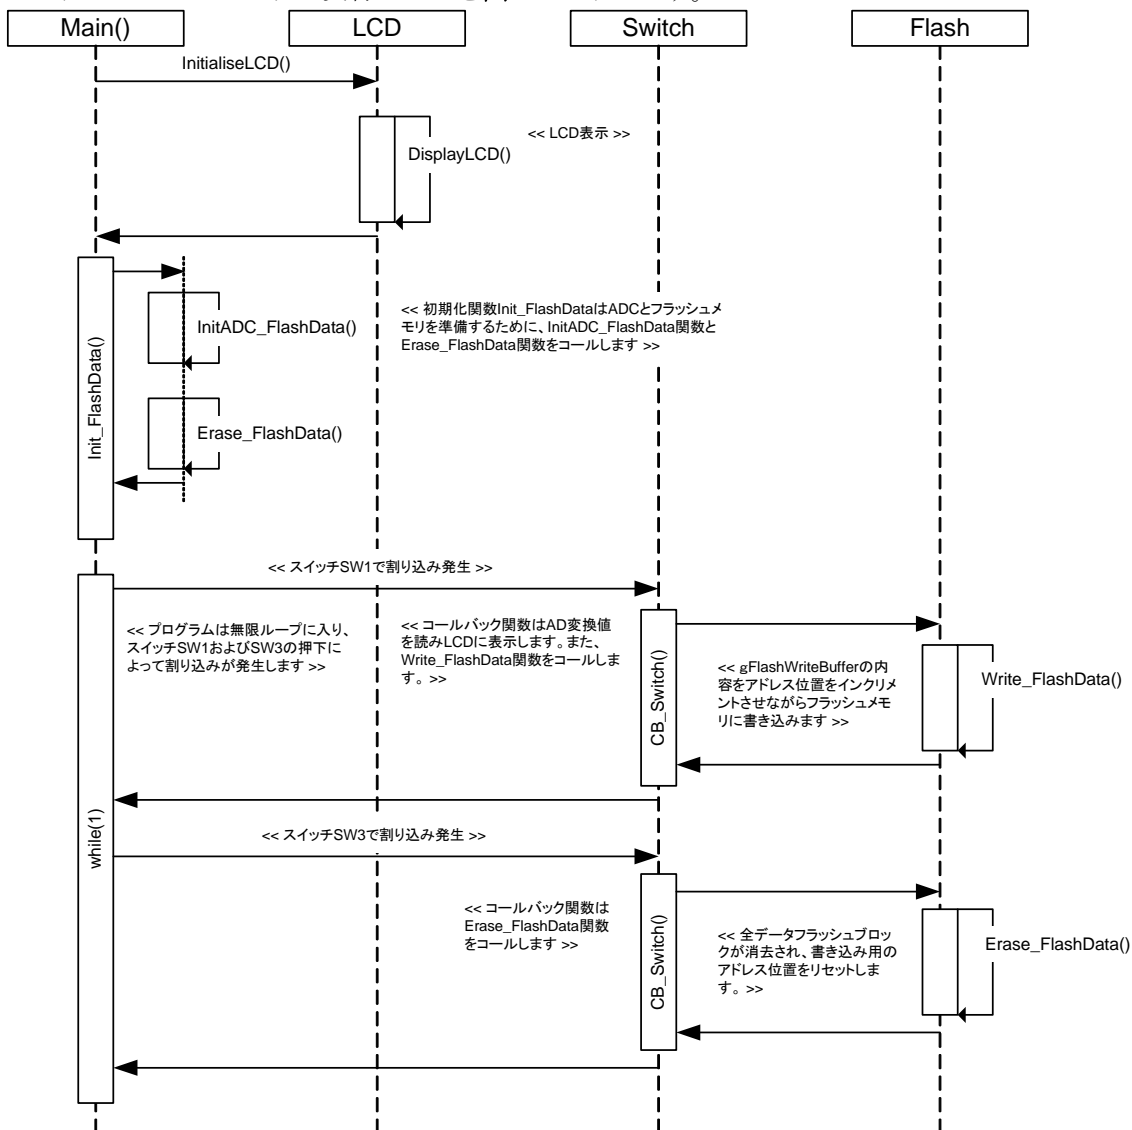 Main()
LCD
Switch
Flash
InitialiseLCD()
<< LCD表示 >>
DisplayLCD()
Init_FlashData()
InitADC_FlashData()
<< 初期化関数Init_FlashDataはADCとフラッシュメ
モリを準備するために、InitADC_FlashData関数と
Erase_FlashData関数をコールします >>
Erase_FlashData()
<< スイッチSW1で割り込み発生 >>
<< プログラムは無限ループに入り、
スイッチSW1およびSW3の押下に
よって割り込みが発生します >>
<< コールバック関数はAD変換値
を読みLCDに表示します。また、
Write_FlashData関数をコールしま
す。 >>
CB_Switch()
<< gFlashWriteBufferの内
容をアドレス位置をインクリメ
ントさせながらフラッシュメモ
リに書き込みます >>
Write_FlashData()
while(1)
<< スイッチSW3で割り込み発生 >>
<< コールバック関数は
Erase_FlashData関数
をコールします >>
CB_Switch()
<< 全データフラッシュブロッ
クが消去され、書き込み用の
アドレス位置をリセットしま
す。 >>
Erase_FlashData()